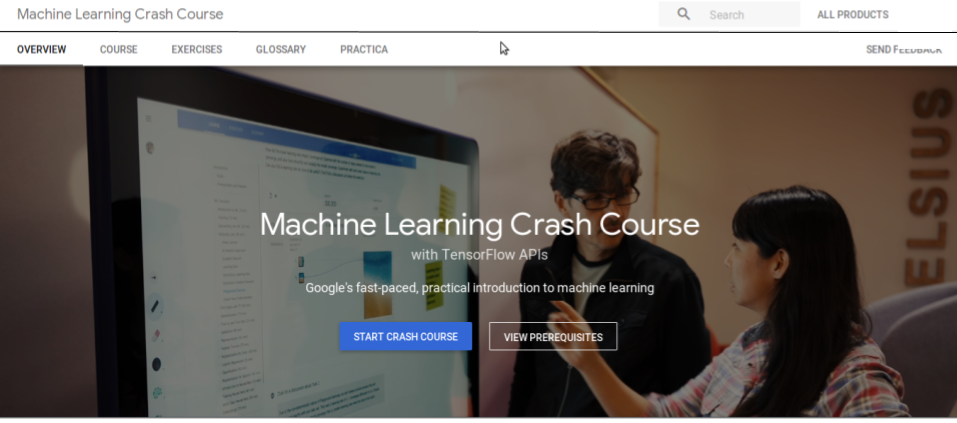 Machine Learning Crash Course
Search
ALL PRODUCTS
OVERVIEW COURSE EXERCISES GLOSSARY PRACTICA
SEND FEEDBACK
ELSIUS
Machine Learning Crash Course
with TensorFlow APIs
Google's fast-paced, practical introduction to machine learning
START CRASH COURSE
VIEW PREREQUISITES